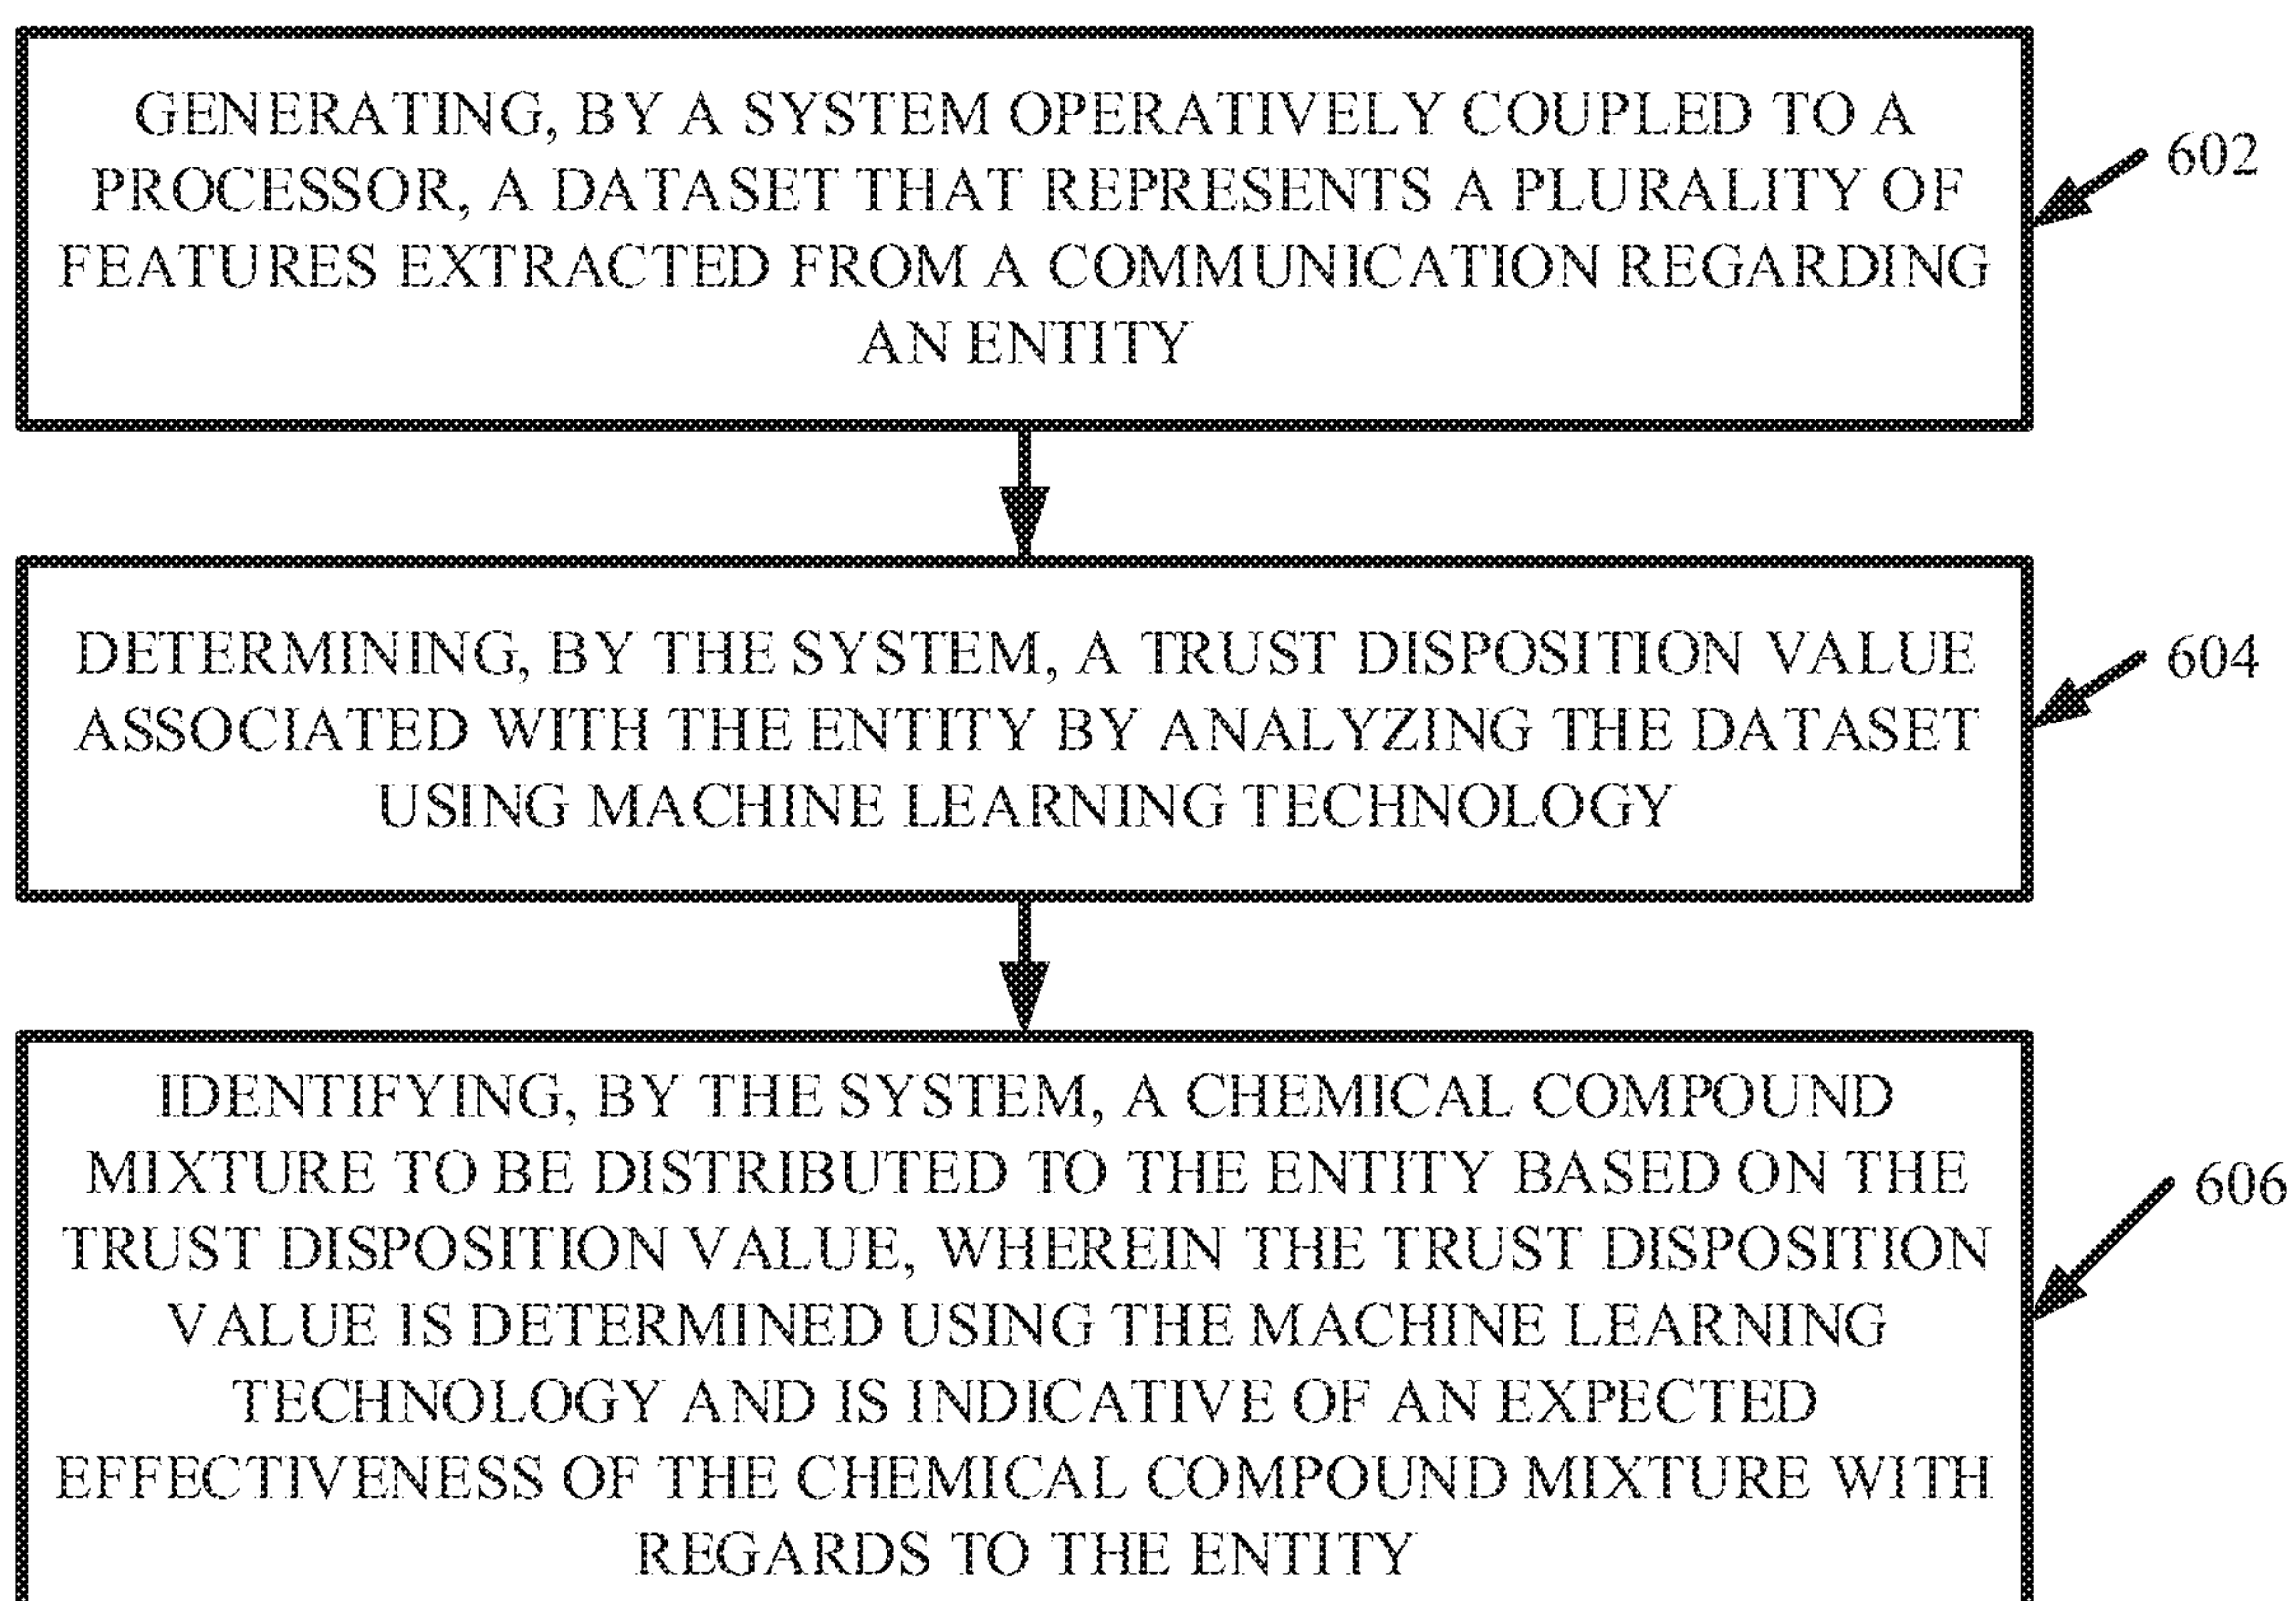 GENERATING, BY A SYSTEM OPERATIVELY COUPLED TO A
PROCESSOR, A DATASET THAT REPRESENTS A PLURALITY OF
FEATURES EXTRACTED FROM A COMMUNICATION REGARDING
AN ENTITY
602
DETERMINING, BY THE SYSTEM, A TRUST DISPOSITION VALUE
ASSOCIATED WITH THE ENTITY BY ANALYZING THE DATASET
USING MACHINE LEARNING TECHNOLOGY
604
IDENTIFYING, BY THE SYSTEM, A CHEMICAL COMPOUND
MIXTURE TO BE DISTRIBUTED TO THE ENTITY BASED ON THE
TRUST DISPOSITION VALUE, WHEREIN THE TRUST DISPOSITION
VALUE IS DETERMINED USING THE MACHINE LEARNING
TECHNOLOGY AND IS INDICATIVE OF AN EXPECTED
EFFECTIVENESS OF THE CHEMICAL COMPOUND MIXTURE WITH
REGARDS TO THE ENTITY
606